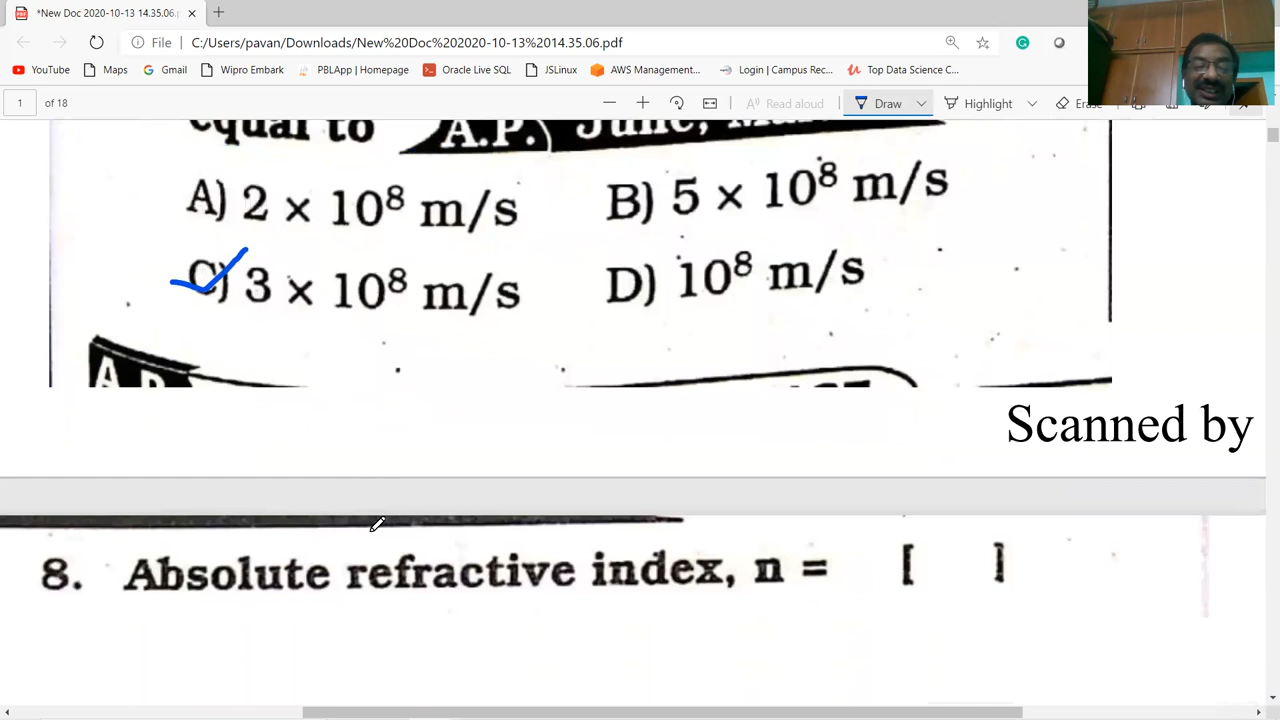 *New Doc 2020-10-13 14.35.06.p
File C:/Users/pavan/Downloads/New%20Doc%202020-10-13%2014.35.06.pdf
YouTube Maps Gmail Wipro Embark PBLApp | Homepage Oracle Live SQL JSLinux AWS Management... Login | Campus Rec... Top Data Science C...
1 of 18 Read aloud Draw Highlight Erase
equal to A.P. June,
A) 2 × 10⁸ m/s B) 5 × 10⁸ m/s
C) 3 × 10⁸ m/s D) 10⁸ m/s
Scanned by
8. Absolute refractive index, n = [ ]